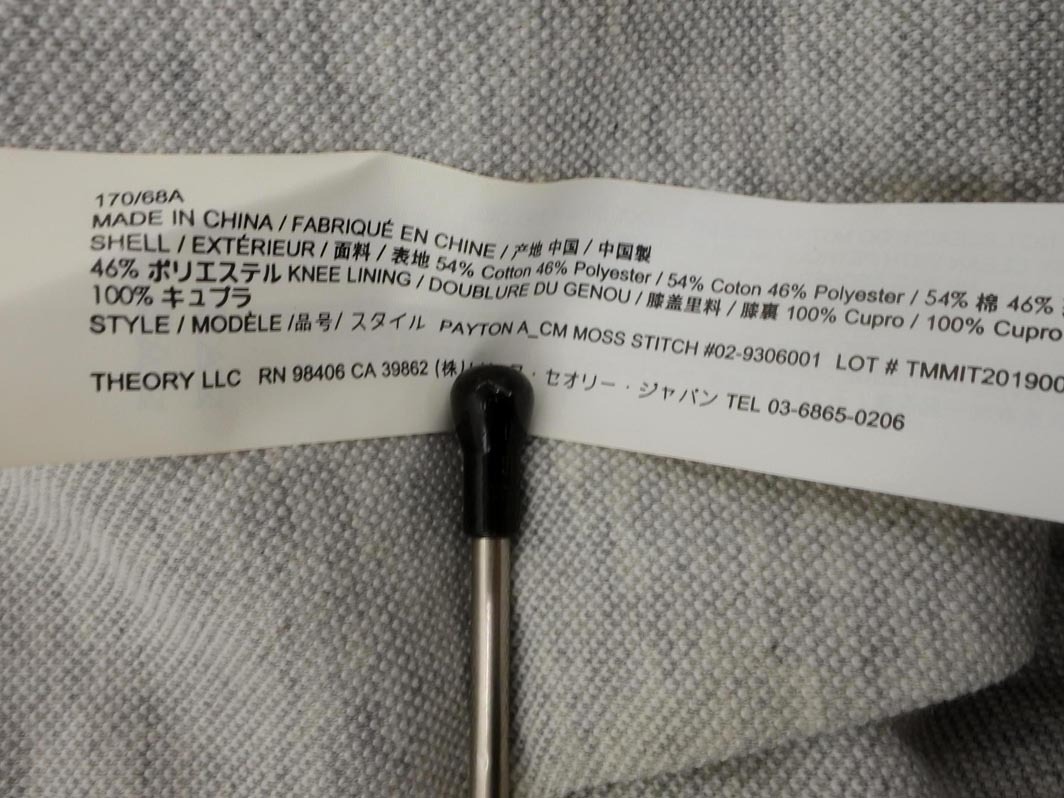 170/68A
MADE IN CHINA / FABRIQUÉ EN CHINE / 产地 中国 / 中国製
SHELL / EXTÉRIEUR / 面料 / 表地 54% Cotton 46% Polyester / 54% Coton 46% Polyester / 54% 棉 46%
46% ポリエステル KNEE LINING / DOUBLURE DU GENOU / 膝盖里料 / 膝裏 100% Cupro / 100% Cupro
100% キュプラ
STYLE / MODÈLE /品号/ スタイル PAYTON A_CM MOSS STITCH #02-9306001 LOT # TMMIT201900
THEORY LLC RN 98406 CA 39862 (株) ・セオリー・ジャパン TEL 03-6865-0206